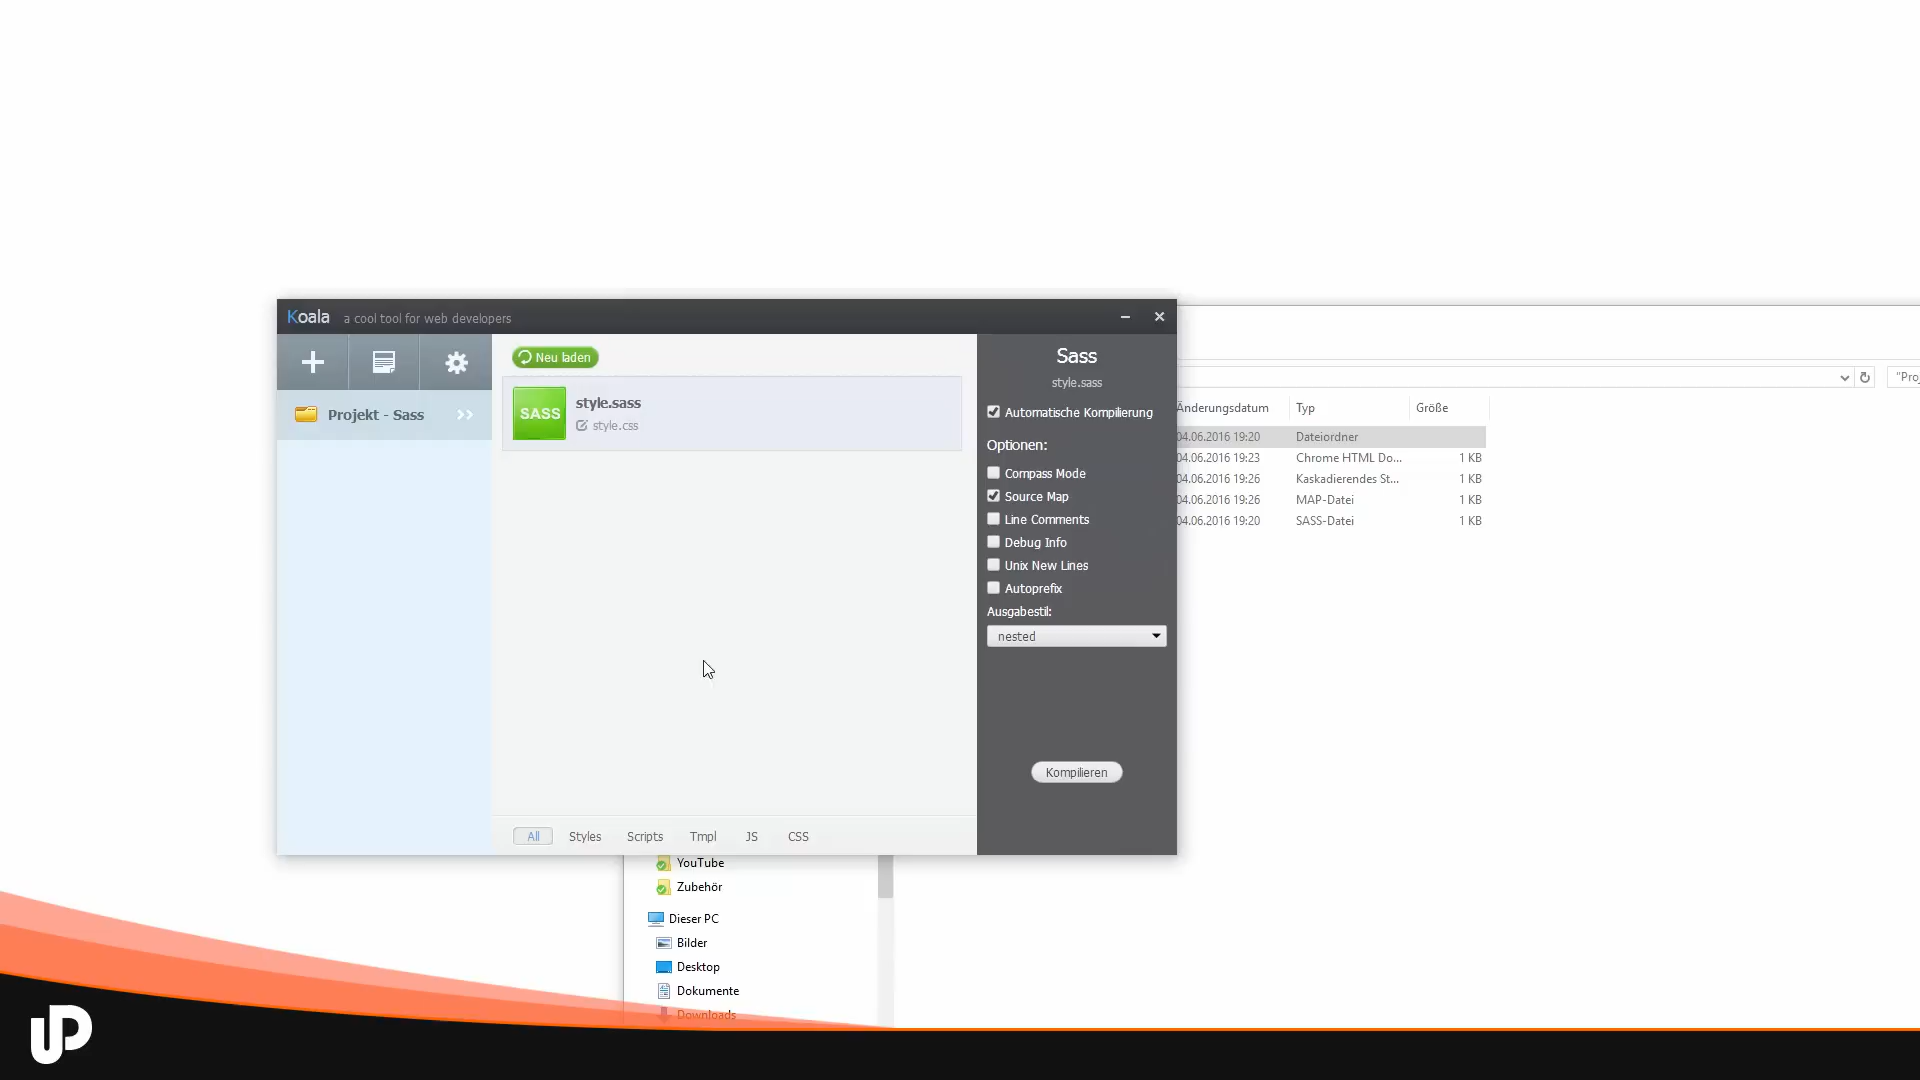 Koala a cool tool for web developers
Neu laden
Projekt - Sass
SASS
style.sass
style.css
Sass
style.sass
Automatische Kompilierung
Optionen:
Compass Mode
Source Map
Line Comments
Debug Info
Unix New Lines
Autoprefix
Ausgabestil:
nested
Kompilieren
All Styles Scripts Tmpl JS CSS
"Proj
Änderungsdatum Typ Größe
04.06.2016 19:20 Dateiordner
04.06.2016 19:23 Chrome HTML Do... 1 KB
04.06.2016 19:26 Kaskadierendes St... 1 KB
04.06.2016 19:26 MAP-Datei 1 KB
04.06.2016 19:20 SASS-Datei 1 KB
YouTube
Zubehör
Dieser PC
Bilder
Desktop
Dokumente
Downloads
UP